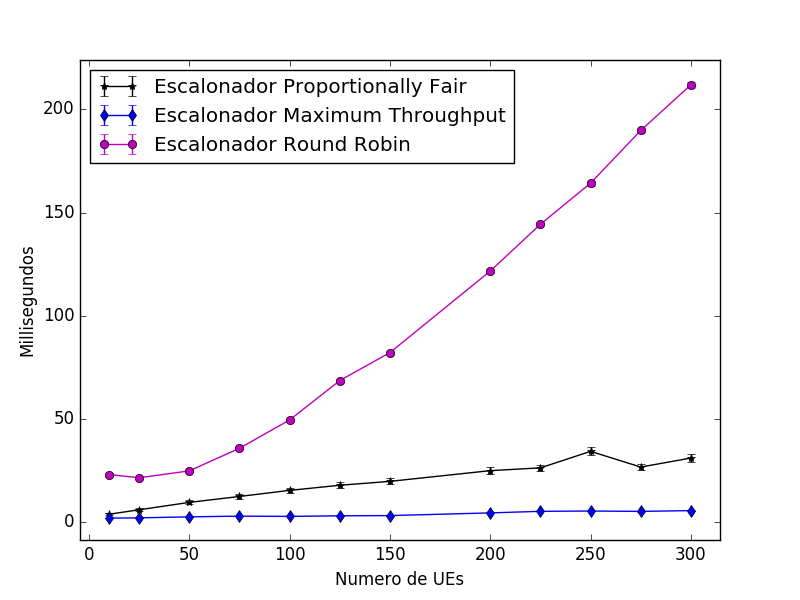 Escalonador Proportionally Fair
Escalonador Maximum Throughput
Escalonador Round Robin
200
150
100
50
0
Millisegundos
0 50 100 150 200 250 300
Numero de UEs